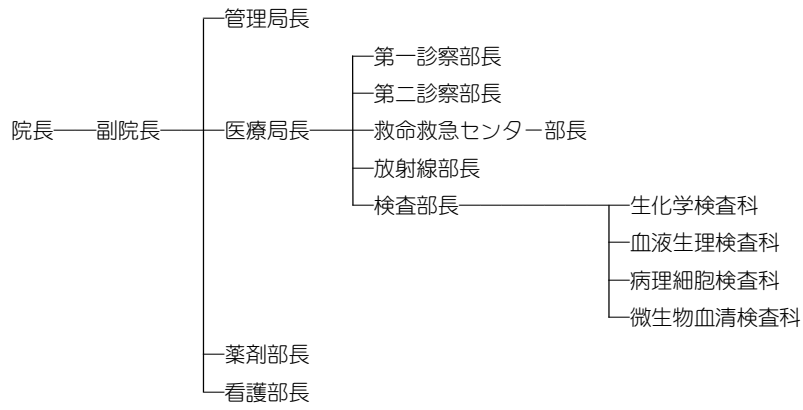 管理局長
第一診察部長
第二診察部長
院長 副院長 医療局長 救命救急センター部長
放射線部長
検査部長 生化学検査科
血液生理検査科
病理細胞検査科
微生物血清検査科
薬剤部長
看護部長